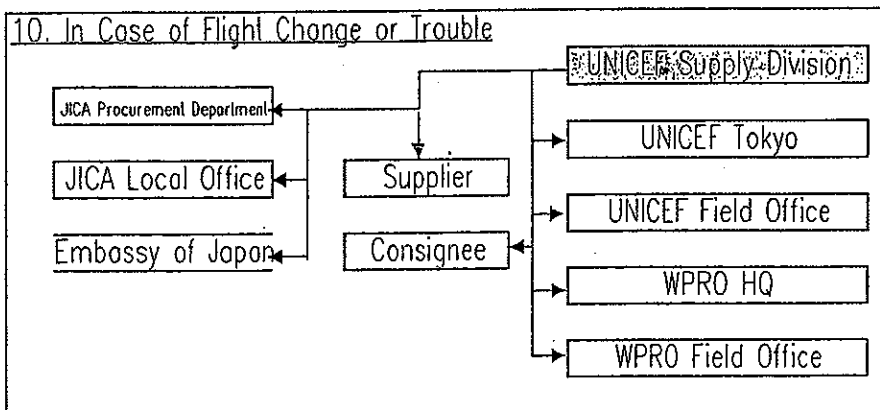 10. In Case of Flight Change or Trouble
UNICEF Supply Division
JICA Procurement Department
UNICEF Tokyo
JICA Local Office
Supplier
UNICEF Field Office
Embassy of Japan
Consignee
WPRO HQ
WPRO Field Office